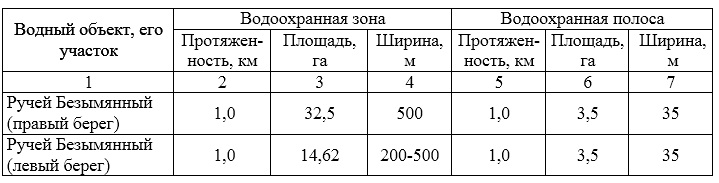 Водный объект, его участок Водоохранная зона Водоохранная полоса
Протяжен-ность, км Площадь, га Ширина, м Протяжен-ность, км Площадь, га Ширина, м
1 2 3 4 5 6 7
Ручей Безымянный (правый берег) 1,0 32,5 500 1,0 3,5 35
Ручей Безымянный (левый берег) 1,0 14,62 200-500 1,0 3,5 35